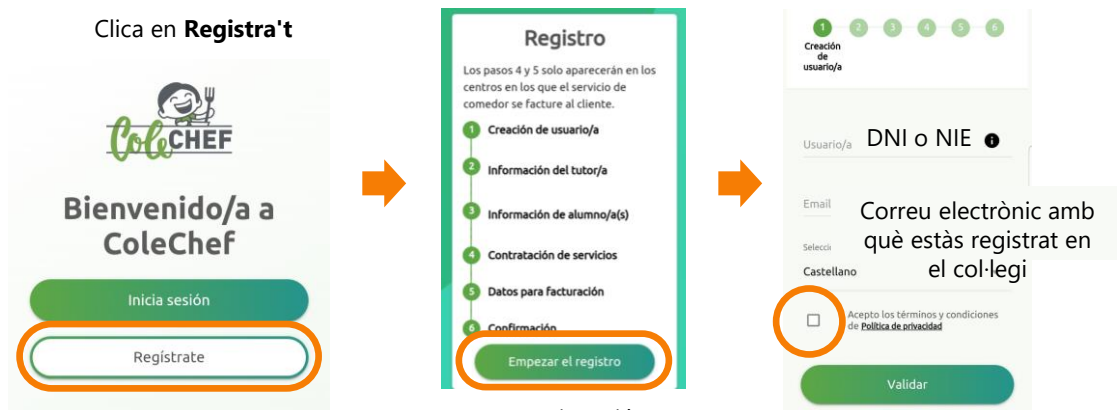 Clica en Registra't
ColeCHEF
Bienvenido/a a
ColeChef
Inicia sesión
Regístrate
Registro
Los pasos 4 y 5 solo aparecerán en los
centros en los que el servicio de
comedor se facture al cliente.
1 Creación de usuario/a
2 Información del tutor/a
3 Información de alumno/a(s)
4 Contratación de servicios
5 Datos para facturación
6 Confirmación
Empezar el registro
1 2 3 4 5 6
Creación
de
usuario/a
Usuario/a DNI o NIE
Email
Correu electrònic amb
què estàs registrat en
el col·legi
Castellano
Acepto los términos y condiciones
de Política de privacidad
Validar